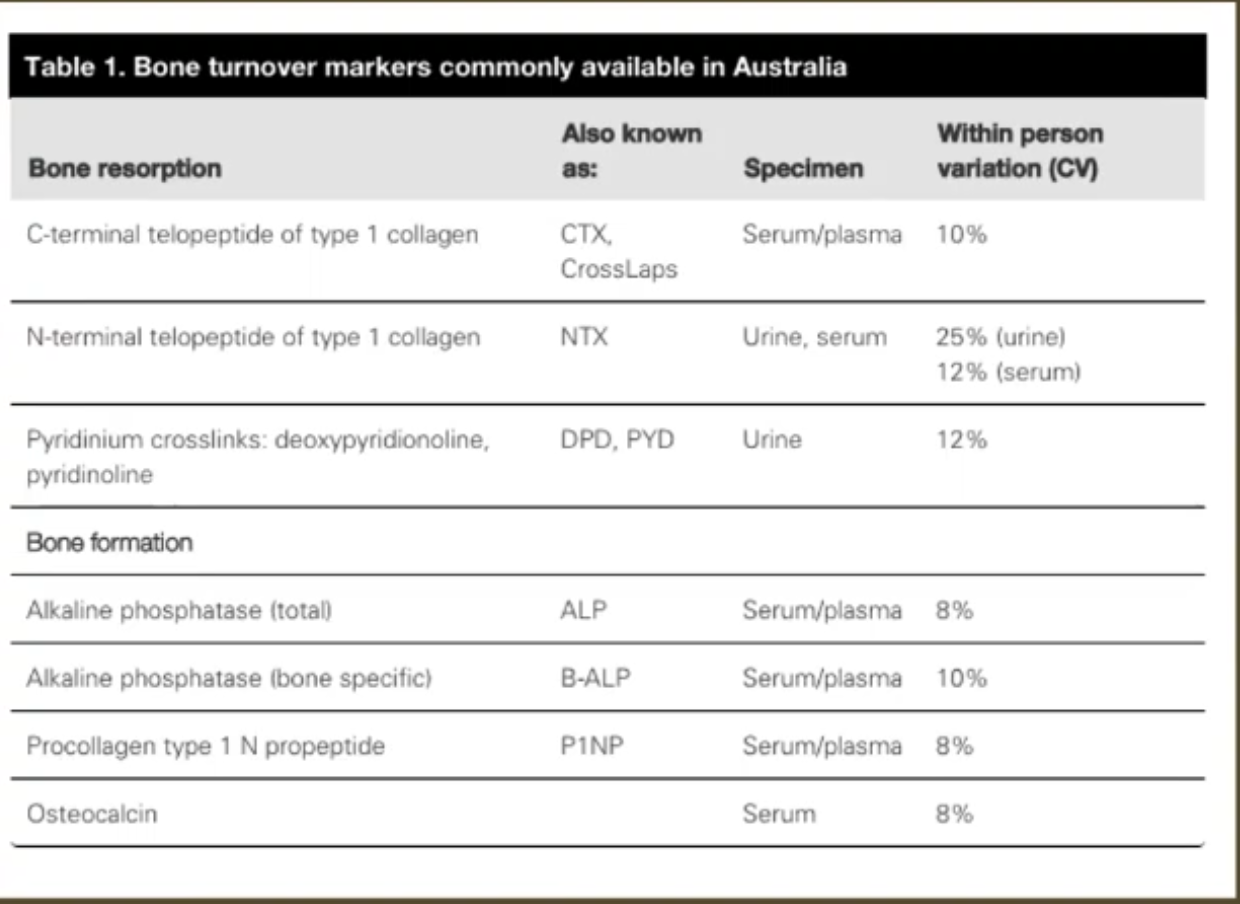 Table 1. Bone turnover markers commonly available in Australia
Bone resorption Also known as: Specimen Within person variation (CV)
C-terminal telopeptide of type 1 collagen CTX, CrossLaps Serum/plasma 10%
N-terminal telopeptide of type 1 collagen NTX Urine, serum 25% (urine) 12% (serum)
Pyridinium crosslinks: deoxypyridionoline, pyridinoline DPD, PYD Urine 12%
Bone formation
Alkaline phosphatase (total) ALP Serum/plasma 8%
Alkaline phosphatase (bone specific) B-ALP Serum/plasma 10%
Procollagen type 1 N propeptide P1NP Serum/plasma 8%
Osteocalcin Serum 8%